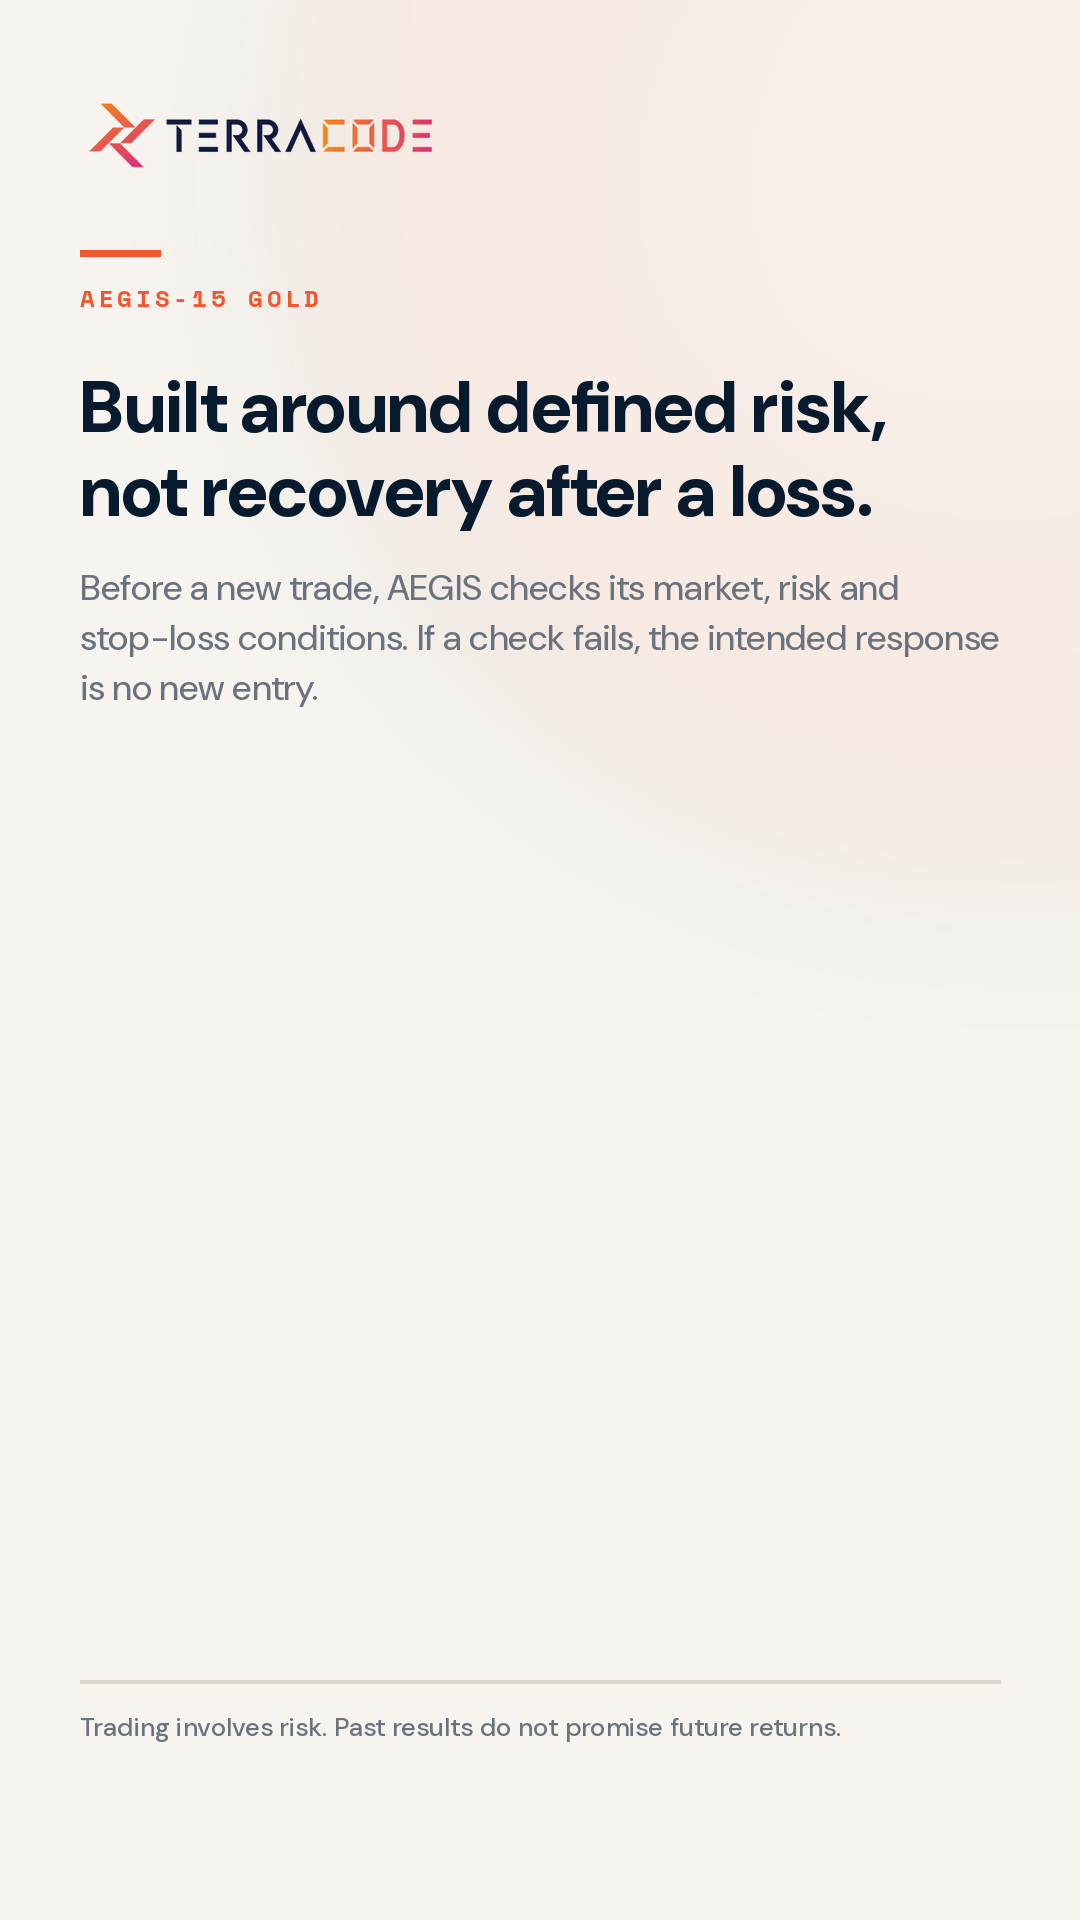 TERRACODE
AEGIS-15 GOLD
Built around defined risk,
not recovery after a loss.
Before a new trade, AEGIS checks its market, risk and
stop-loss conditions. If a check fails, the intended response
is no new entry.
Trading involves risk. Past results do not promise future returns.